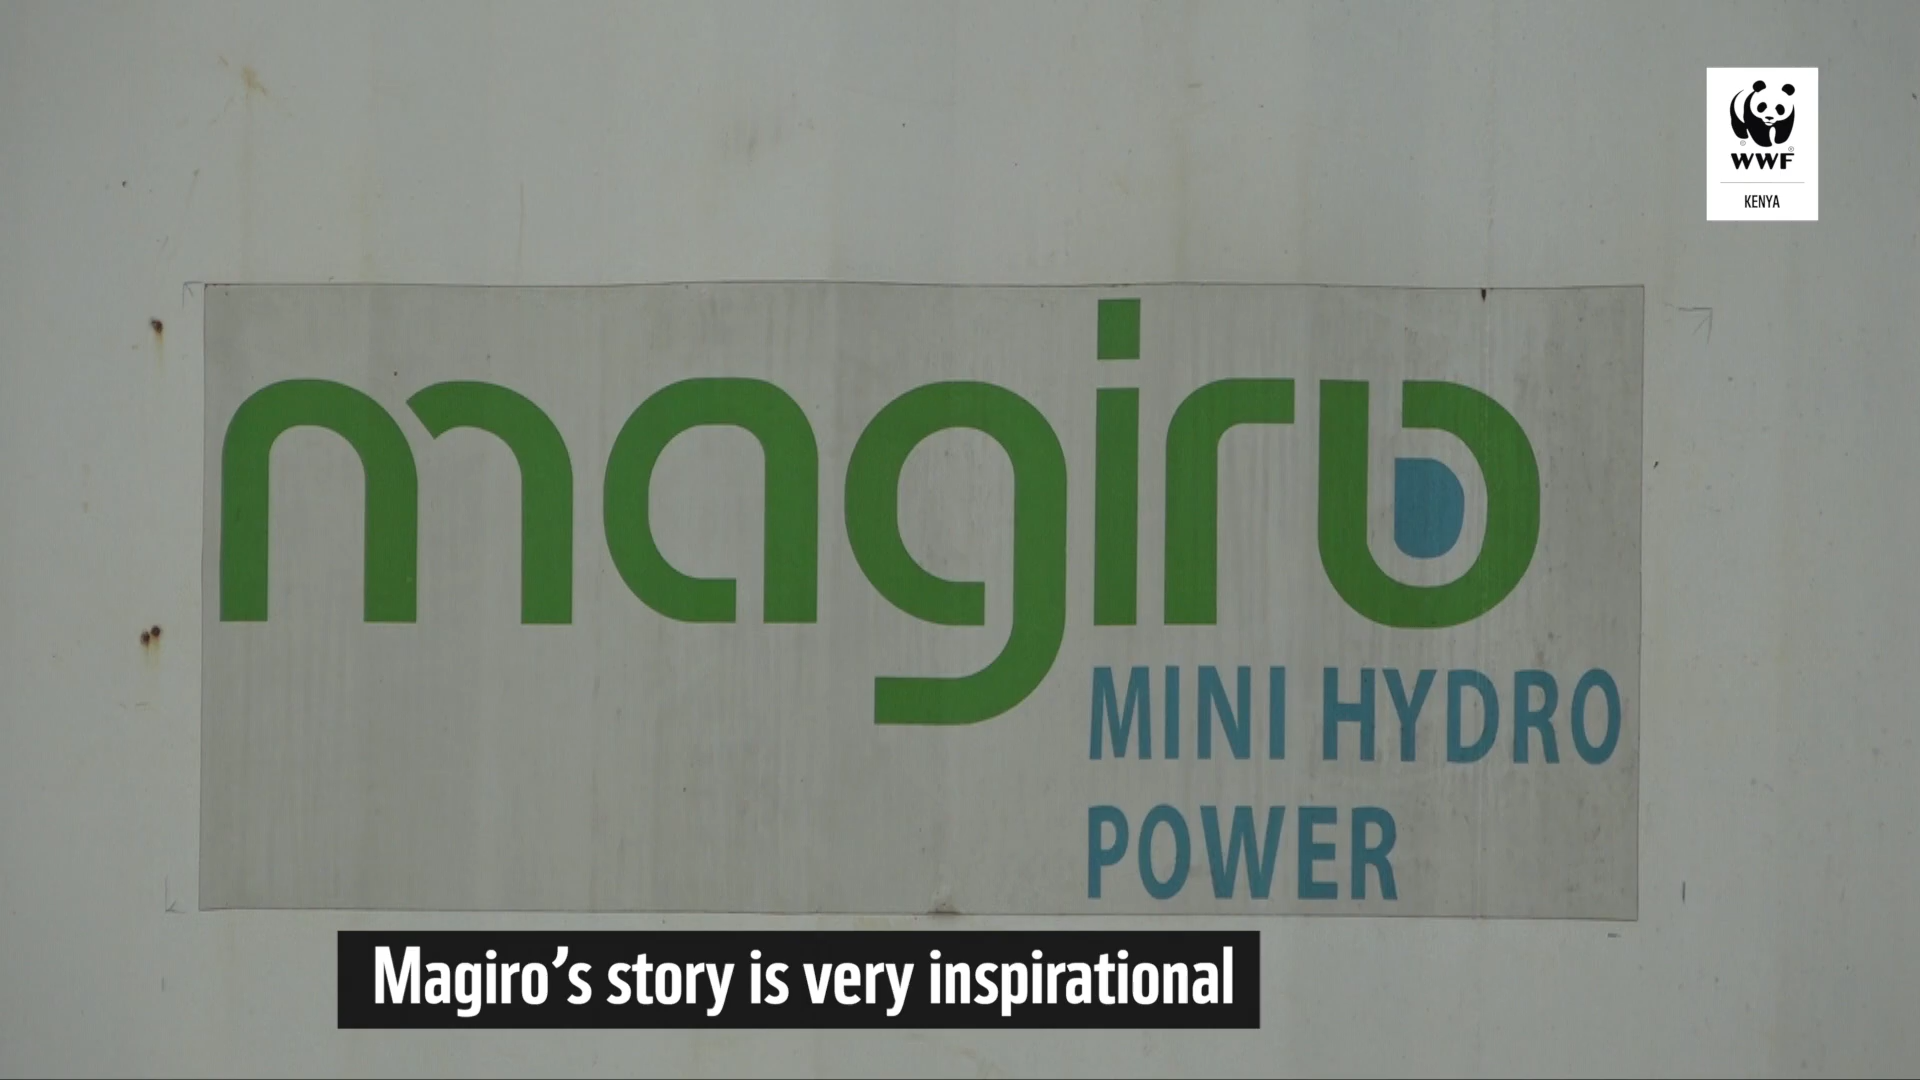 WWF
KENYA
magiro
MINI HYDRO
POWER
Magiro’s story is very inspirational